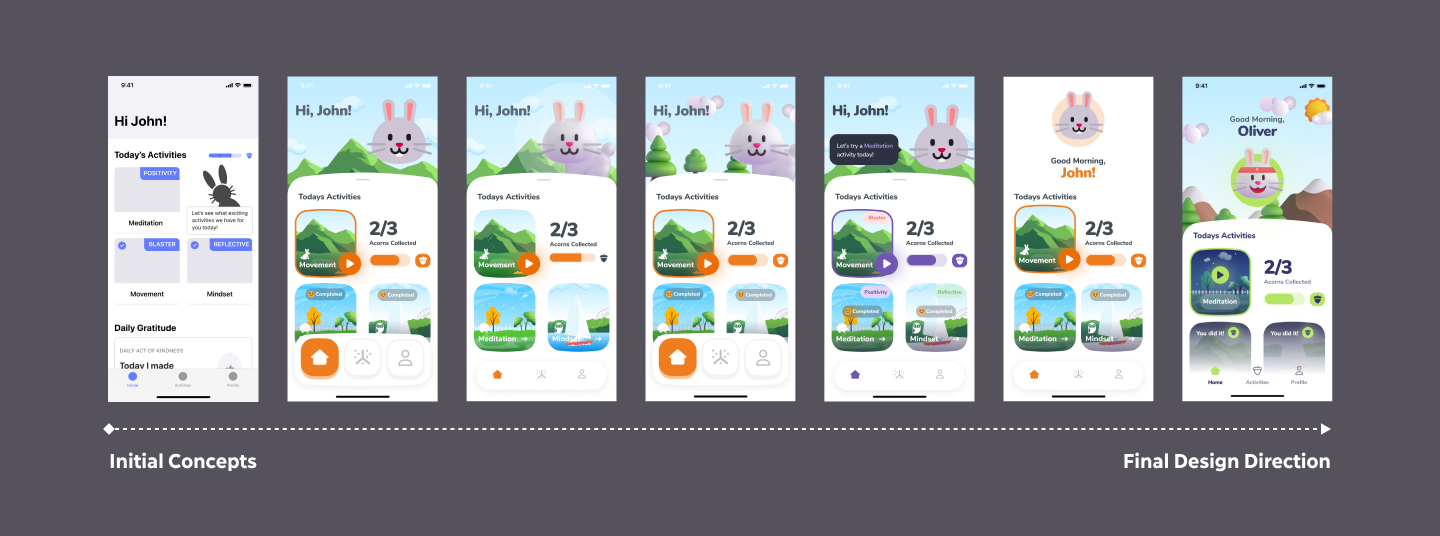 9:41
Hi John!
Today's Activities
POSITIVITY
Meditation
Let's see what exciting
activities we have for
you today!
BLASTER
REFLECTIVE
Movement
Mindset
Daily Gratitude
DAILY ACT OF KINDNESS
Today I made
Home
Activities
Profile
9:41
Hi, John!
Todays Activities
2/3
Acorns Collected
Movement
Completed
Completed
9:41
Hi, John!
Todays Activities
2/3
Acorns Collected
Movement
Meditation
Mindset
9:41
Hi, John!
Todays Activities
2/3
Acorns Collected
Movement
Completed
Completed
9:41
Hi, John!
Let's try a Meditation
activity today!
Todays Activities
Blaster
2/3
Acorns Collected
Movement
Positivity
Reflective
Completed
Completed
Meditation
Mindset
Good Morning,
John!
Todays Activities
2/3
Acorns Collected
Movement
Completed
Completed
Meditation
Mindset
9:41
Good Morning,
Oliver
Todays Activities
2/3
Acorns Collected
Meditation
You did it!
You did it!
Home
Activities
Profile
Initial Concepts
Final Design Direction